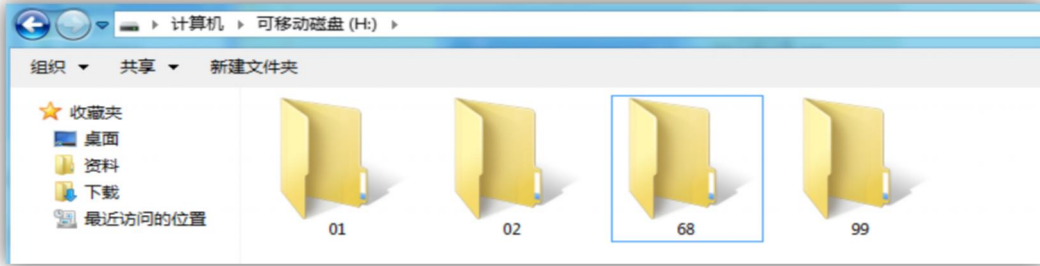 计算机 可移动磁盘 (H:)
组织 共享 新建文件夹
收藏夹
桌面
资料
下载
最近访问的位置
01 02 68 99